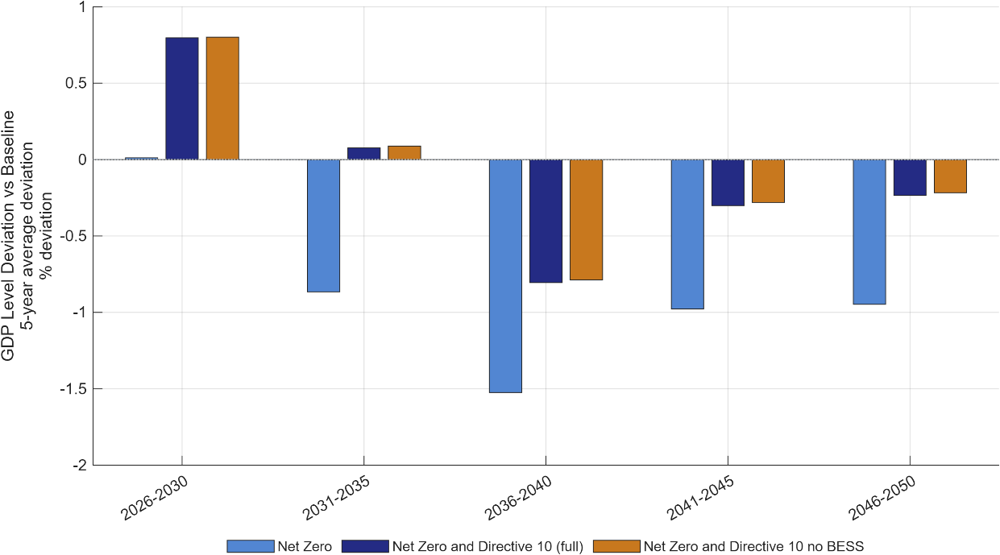 GDP Level Deviation vs Baseline
5-year average deviation
% deviation
1
0.5
0
-0.5
-1
-1.5
-2
2026-2030
2031-2035
2036-2040
2041-2045
2046-2050
Net Zero
Net Zero and Directive 10 (full)
Net Zero and Directive 10 no BESS